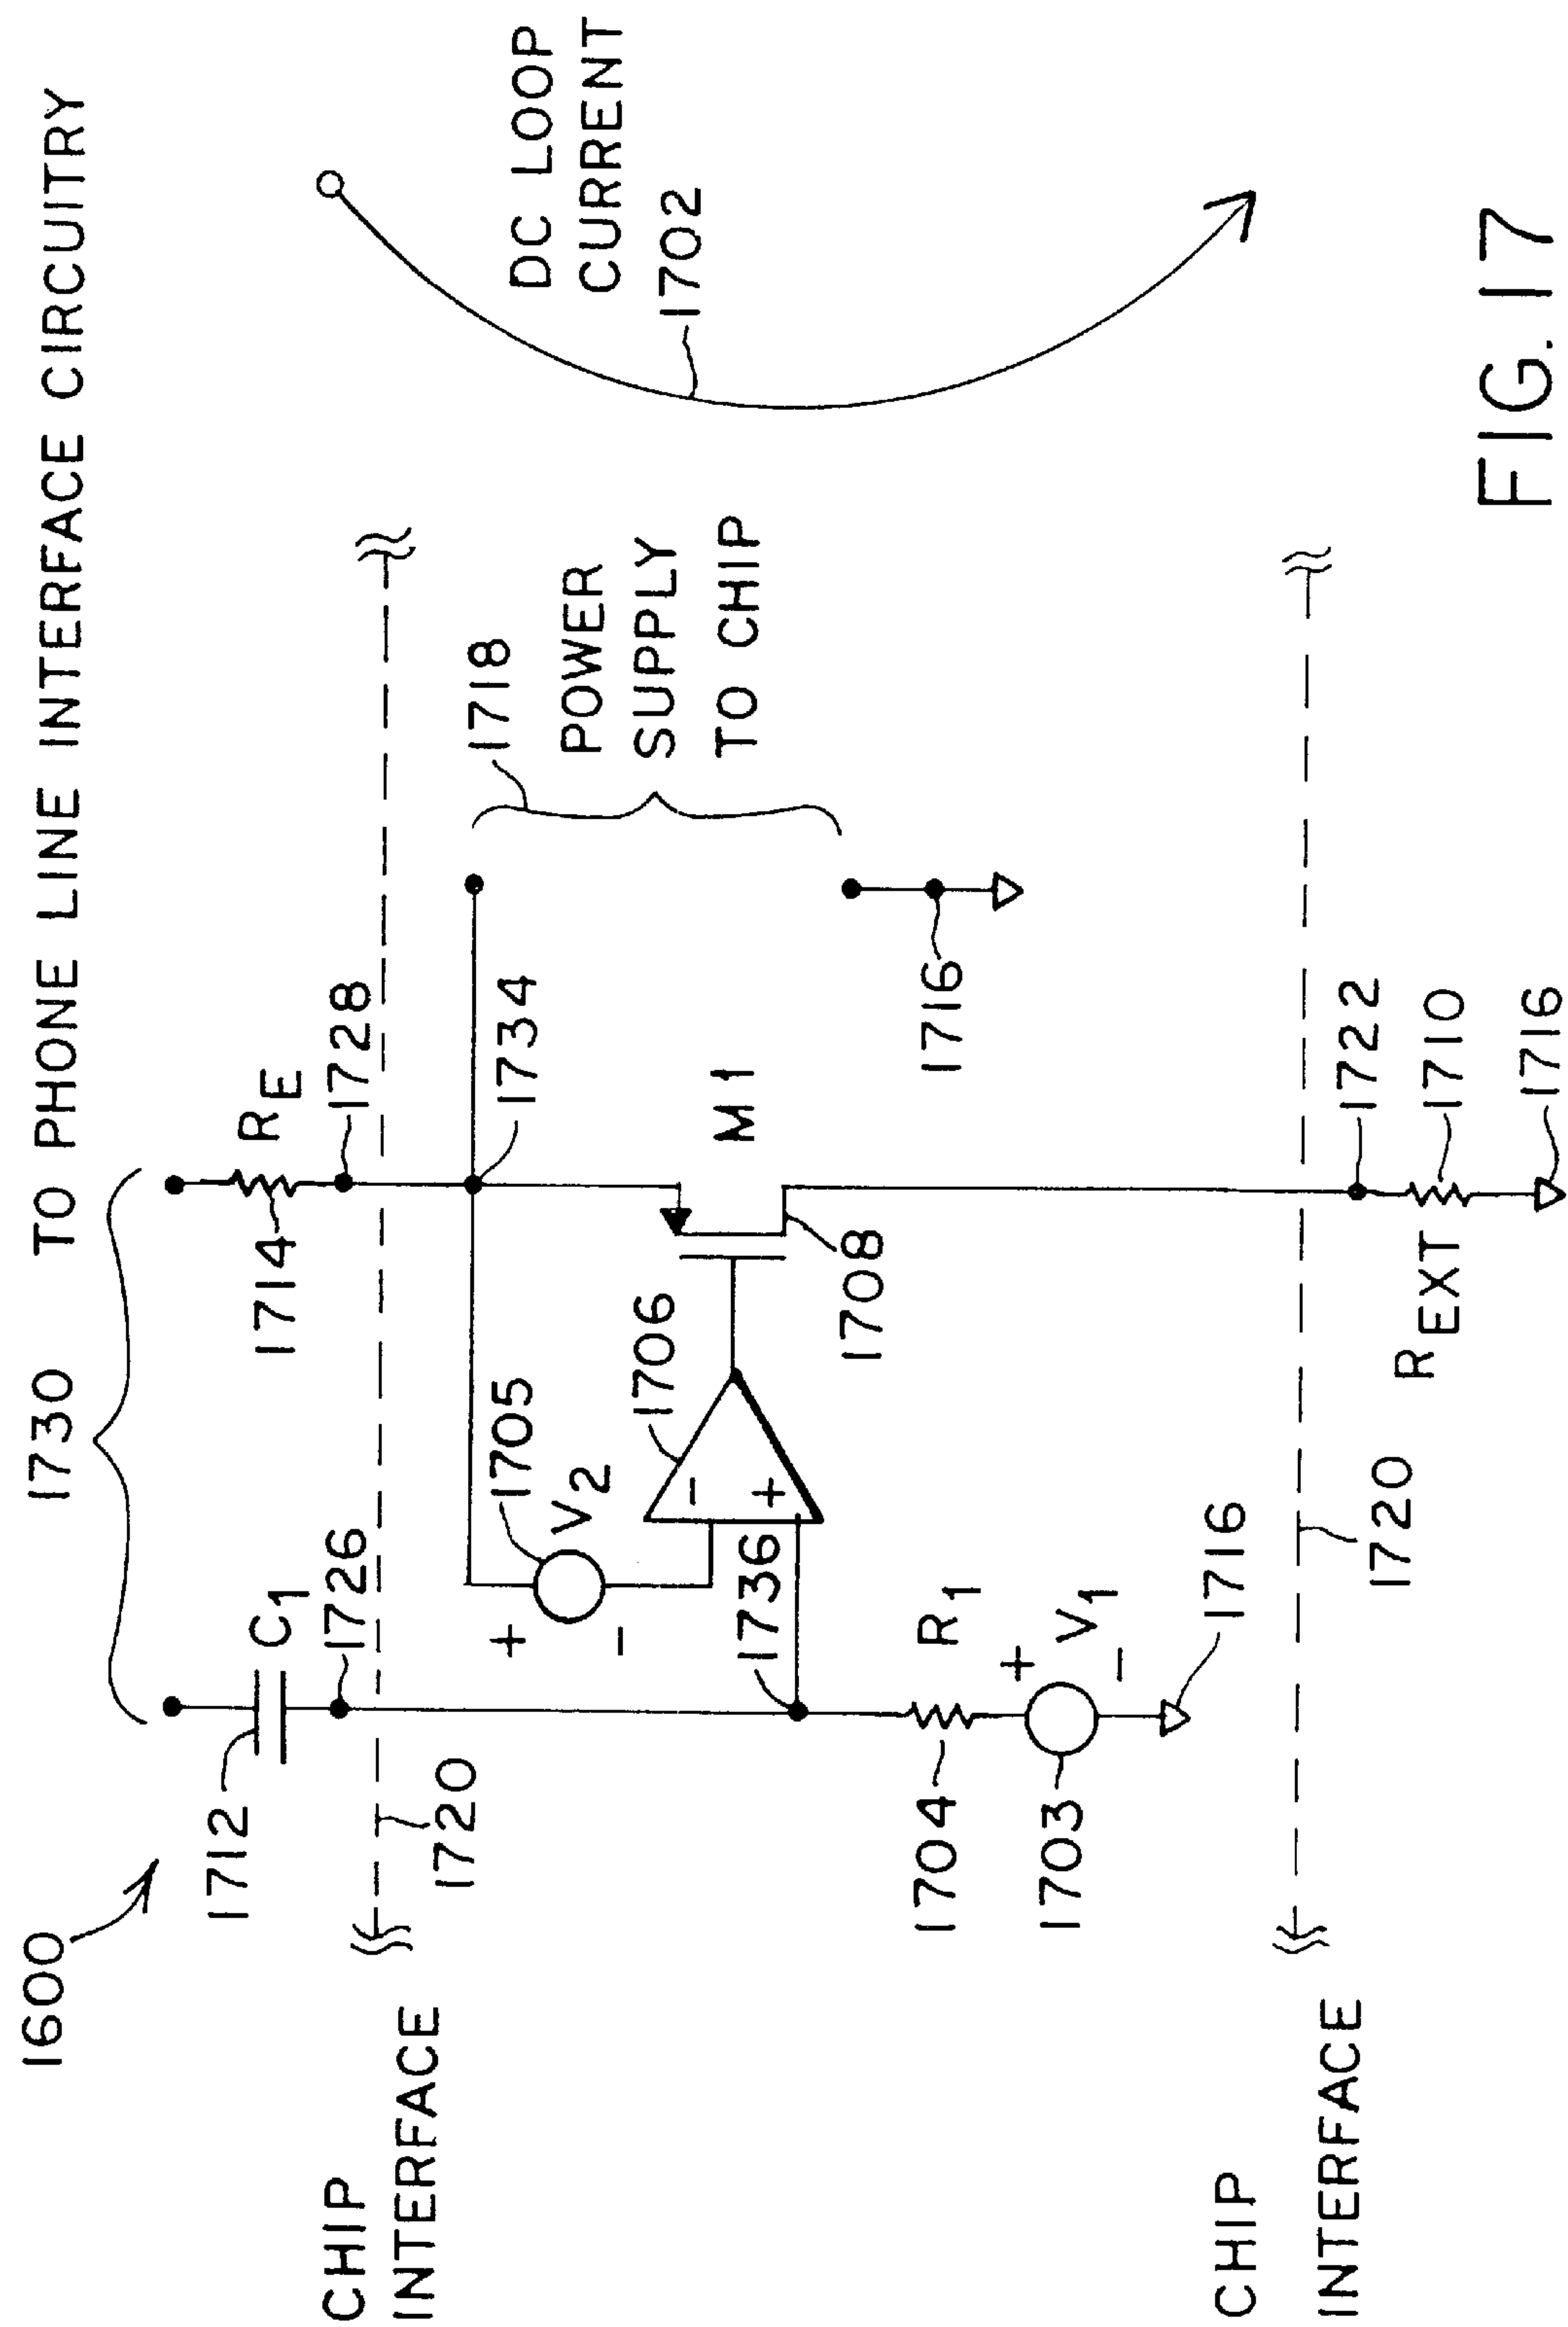 1600
1730
TO PHONE LINE INTERFACE CIRCUITRY
1712
C1
1714
RE
1726
1728
CHIP
INTERFACE
1720
1705
+
V2
-
1734
1718
POWER
SUPPLY
TO CHIP
DC LOOP
CURRENT
1702
1706
-
+
1736
M1
1708
1716
1704
R1
1703
+
V1
-
1716
CHIP
INTERFACE
1720
1722
REXT
1710
1716
FIG. 17